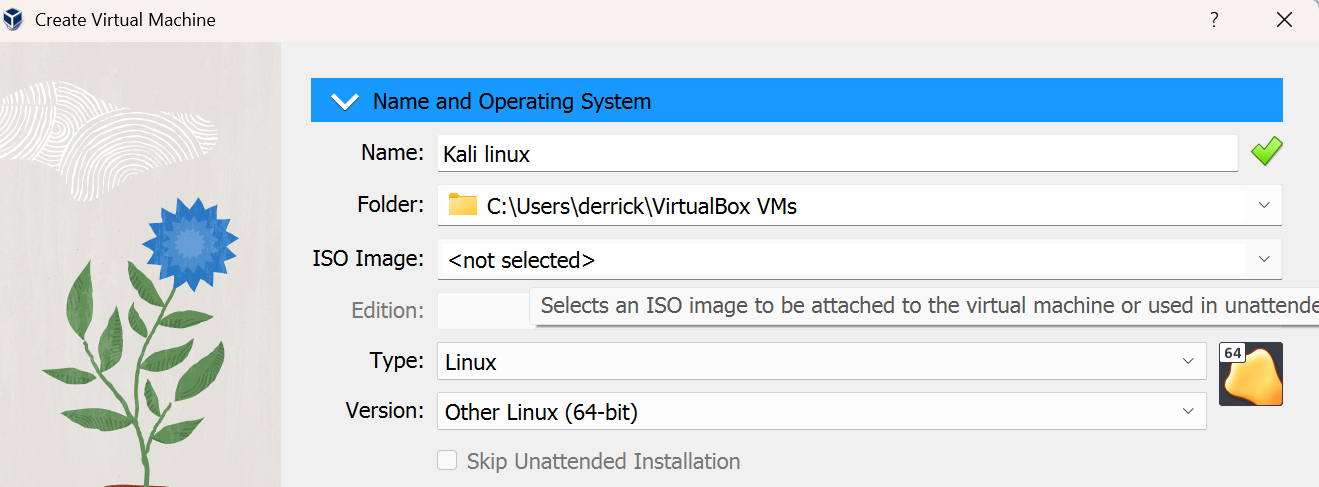 Create Virtual Machine ?
Name and Operating System
Name: Kali linux
Folder: C:\Users\derrick\VirtualBox VMs
ISO Image: <not selected>
Edition:
Selects an ISO image to be attached to the virtual machine or used in unattende
Type: Linux 64
Version: Other Linux (64-bit)
Skip Unattended Installation